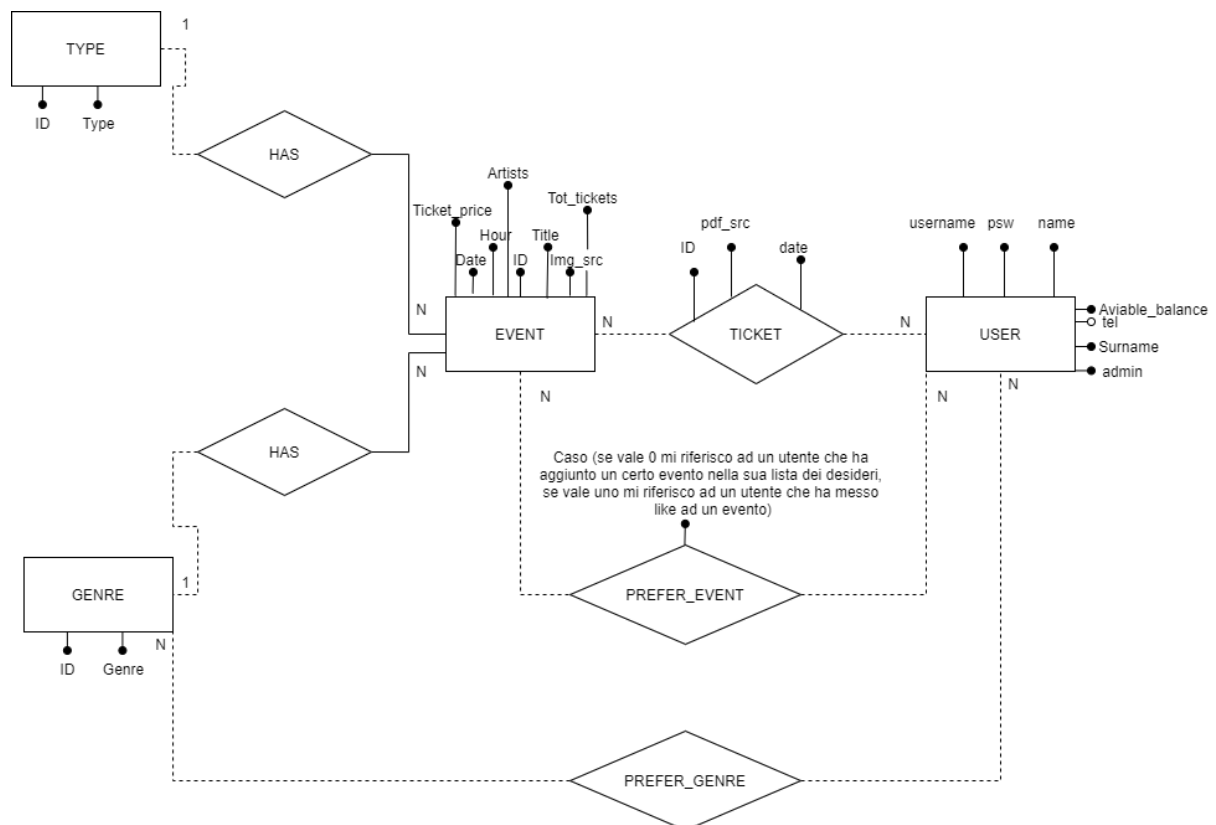 1
TYPE
N
ID
Type
HAS
Artists
Tot_tickets
Ticket_price
Hour
Title
Date
ID
Img_src
pdf_src
ID
date
username
psw
name
N
EVENT
N
TICKET
N
USER
Aviable_balance
tel
Surname
admin
N
N
N
N
HAS
Caso (se vale 0 mi riferisco ad un utente che ha
aggiunto un certo evento nella sua lista dei desideri,
se vale uno mi riferisco ad un utente che ha messo
like ad un evento)
1
GENRE
PREFER_EVENT
N
ID
Genre
PREFER_GENRE